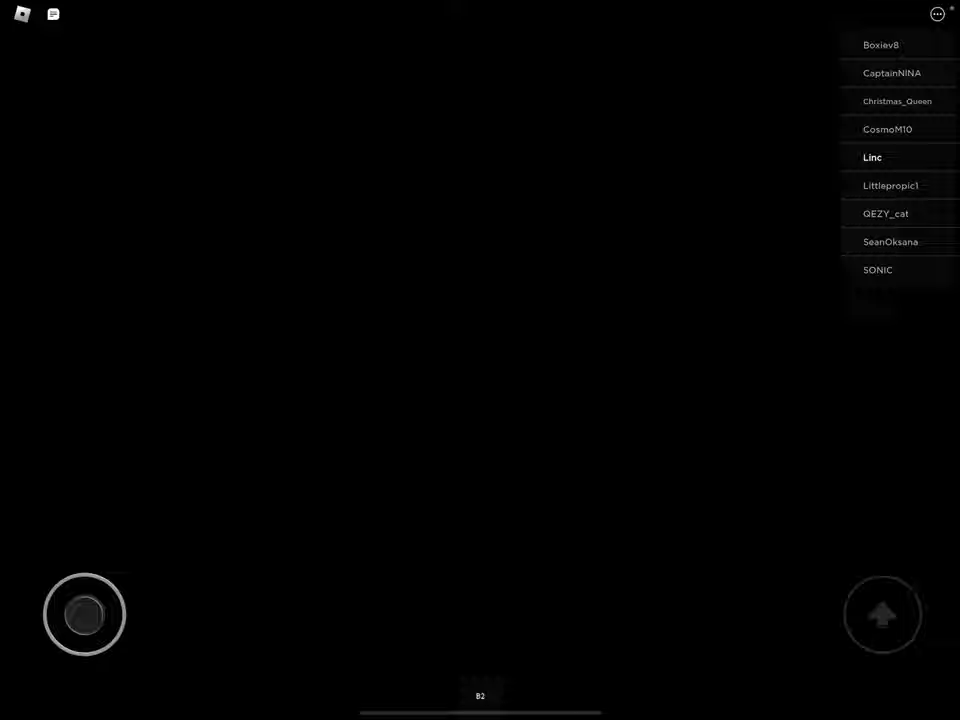 Boxiev8
CaptainNINA
Christmas_Queen
CosmoM10
Linc
Littlepropic1
QEZY_cat
SeanOksana
SONIC
B2